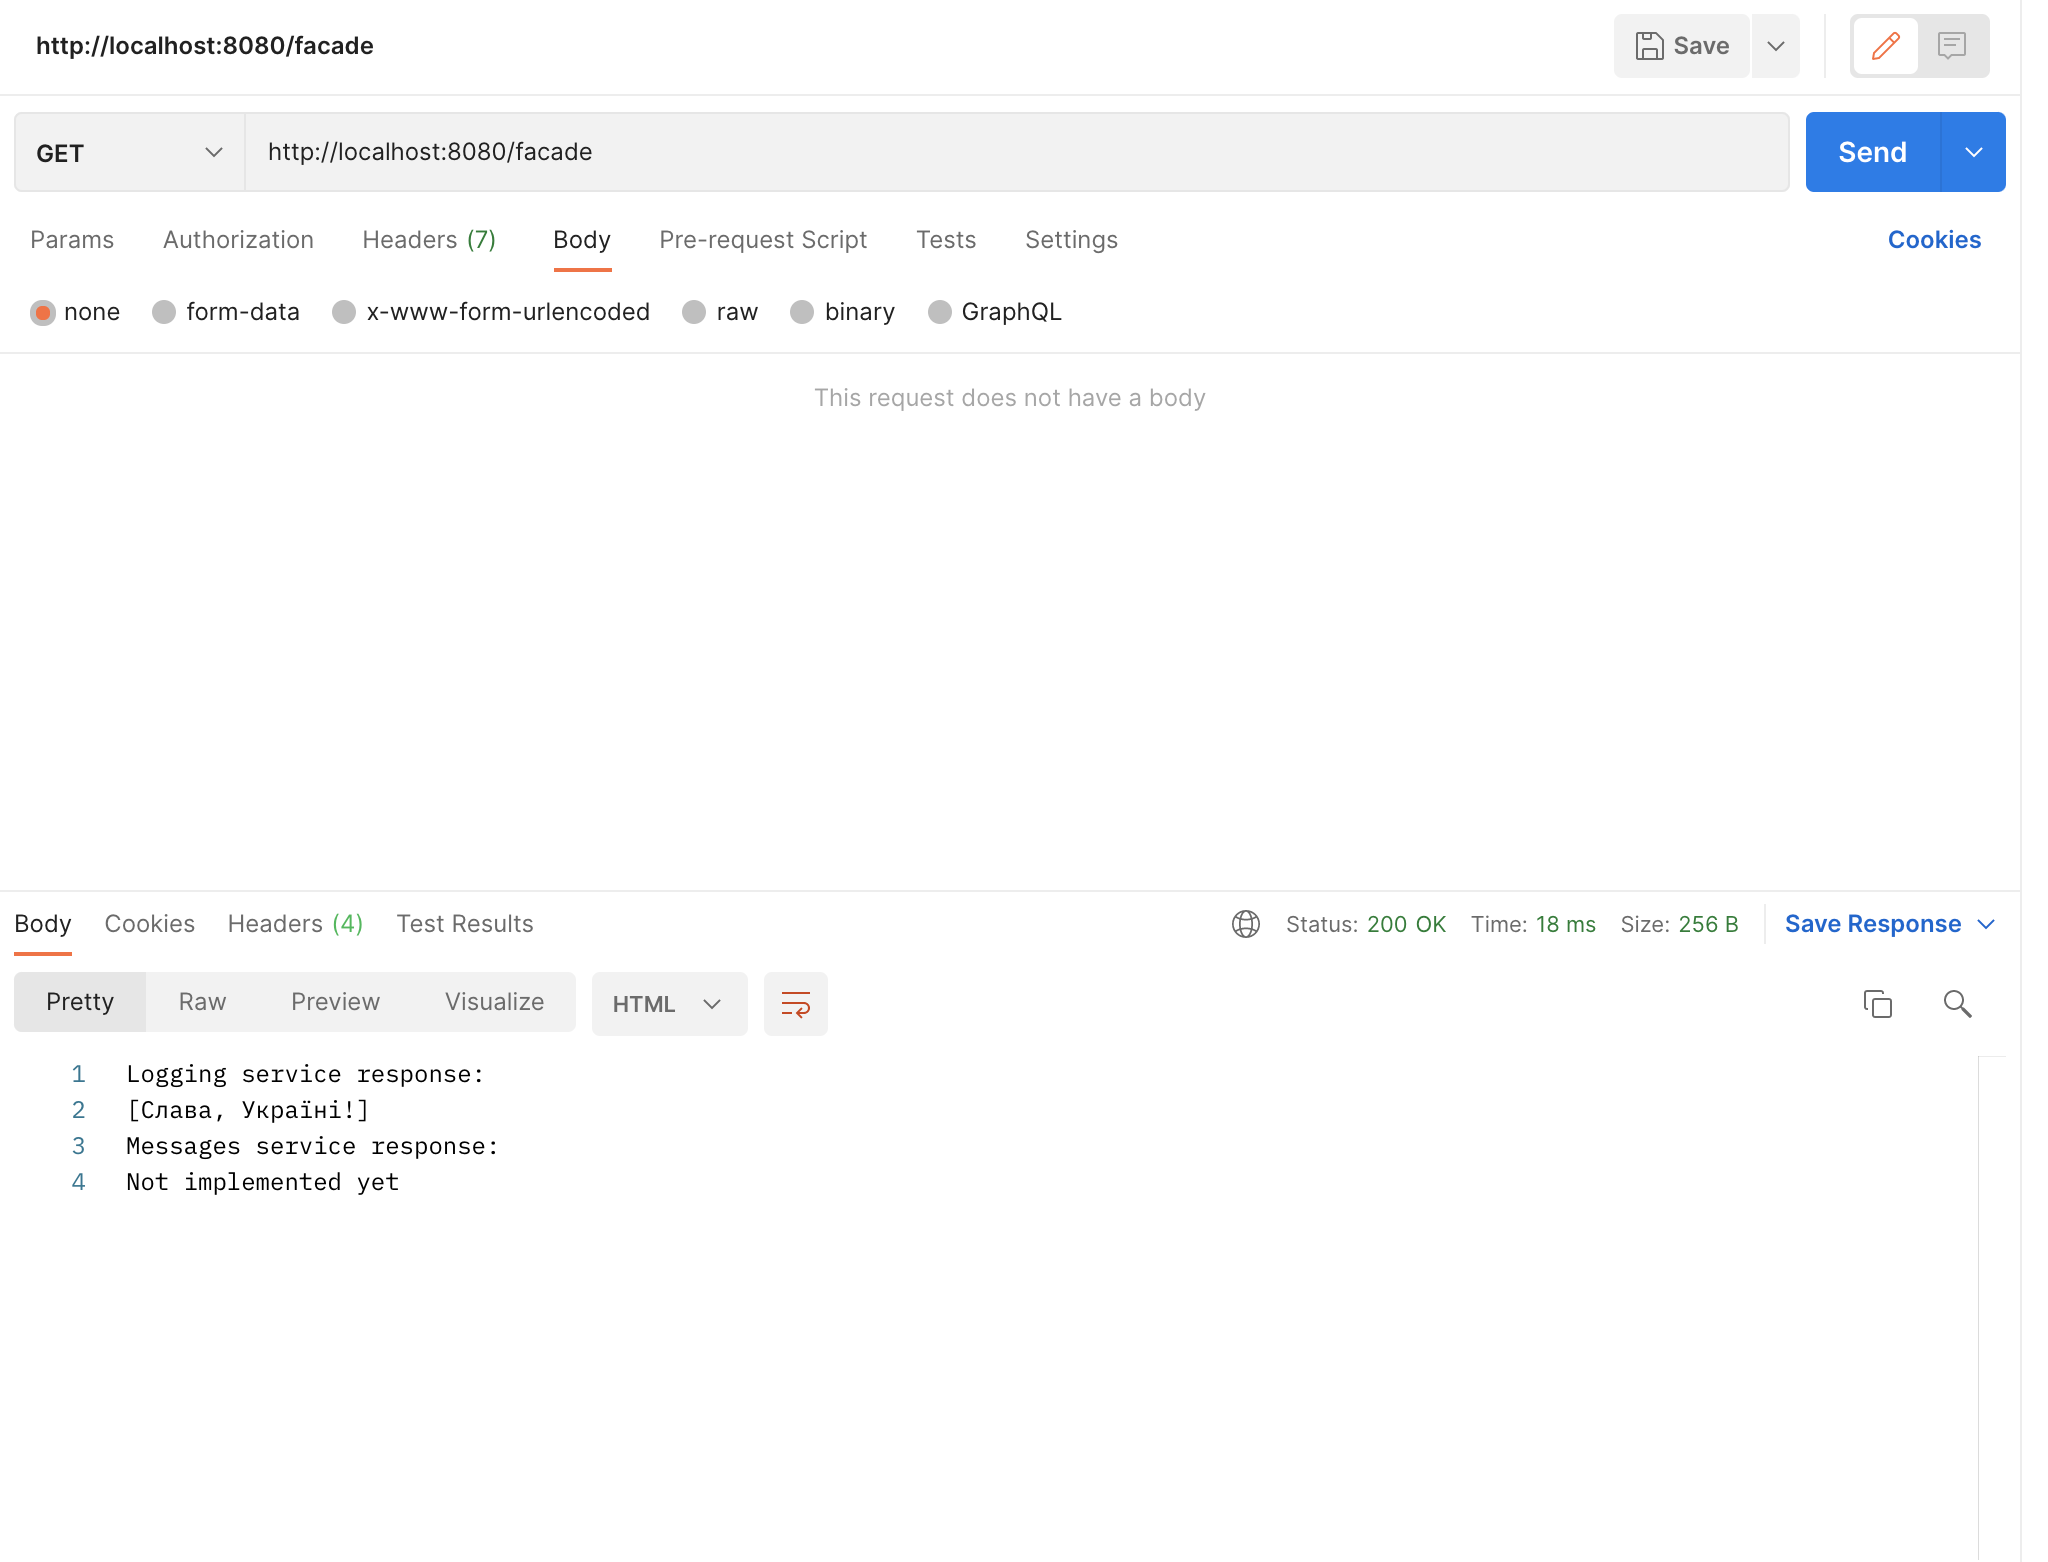 http://localhost:8080/facade
Save
GET
http://localhost:8080/facade
Send
Params Authorization Headers (7) Body Pre-request Script Tests Settings Cookies
none form-data x-www-form-urlencoded raw binary GraphQL
This request does not have a body
Body Cookies Headers (4) Test Results Status: 200 OK Time: 18 ms Size: 256 B Save Response
Pretty Raw Preview Visualize HTML
1 Logging service response:
2 [Слава, Україні!]
3 Messages service response:
4 Not implemented yet